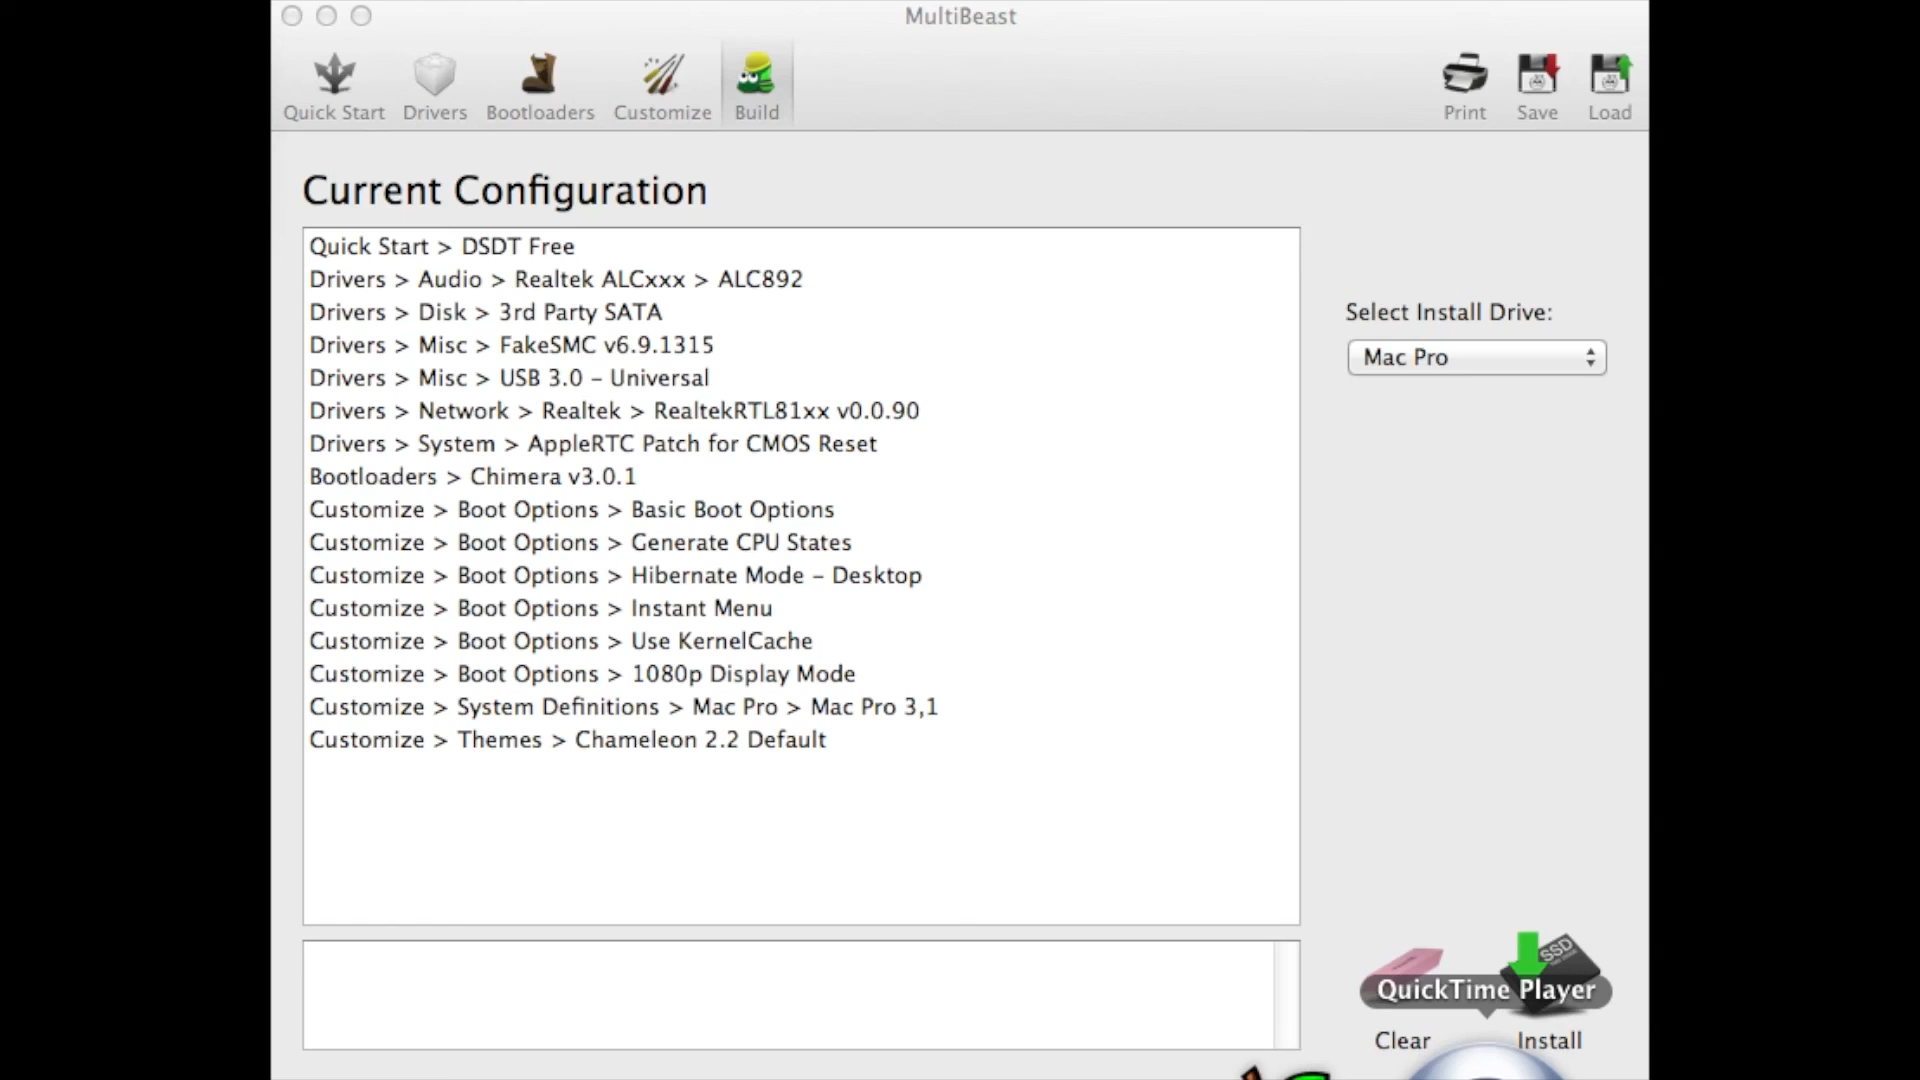 MultiBeast
Quick Start
Drivers
Bootloaders
Customize
Build
Print
Save
Load
Current Configuration
Quick Start > DSDT Free
Drivers > Audio > Realtek ALCxxx > ALC892
Drivers > Disk > 3rd Party SATA
Drivers > Misc > FakeSMC v6.9.1315
Drivers > Misc > USB 3.0 – Universal
Drivers > Network > Realtek > RealtekRTL81xx v0.0.90
Drivers > System > AppleRTC Patch for CMOS Reset
Bootloaders > Chimera v3.0.1
Customize > Boot Options > Basic Boot Options
Customize > Boot Options > Generate CPU States
Customize > Boot Options > Hibernate Mode – Desktop
Customize > Boot Options > Instant Menu
Customize > Boot Options > Use KernelCache
Customize > Boot Options > 1080p Display Mode
Customize > System Definitions > Mac Pro > Mac Pro 3,1
Customize > Themes > Chameleon 2.2 Default
Select Install Drive:
Mac Pro
SSD
QuickTime Player
Clear
Install